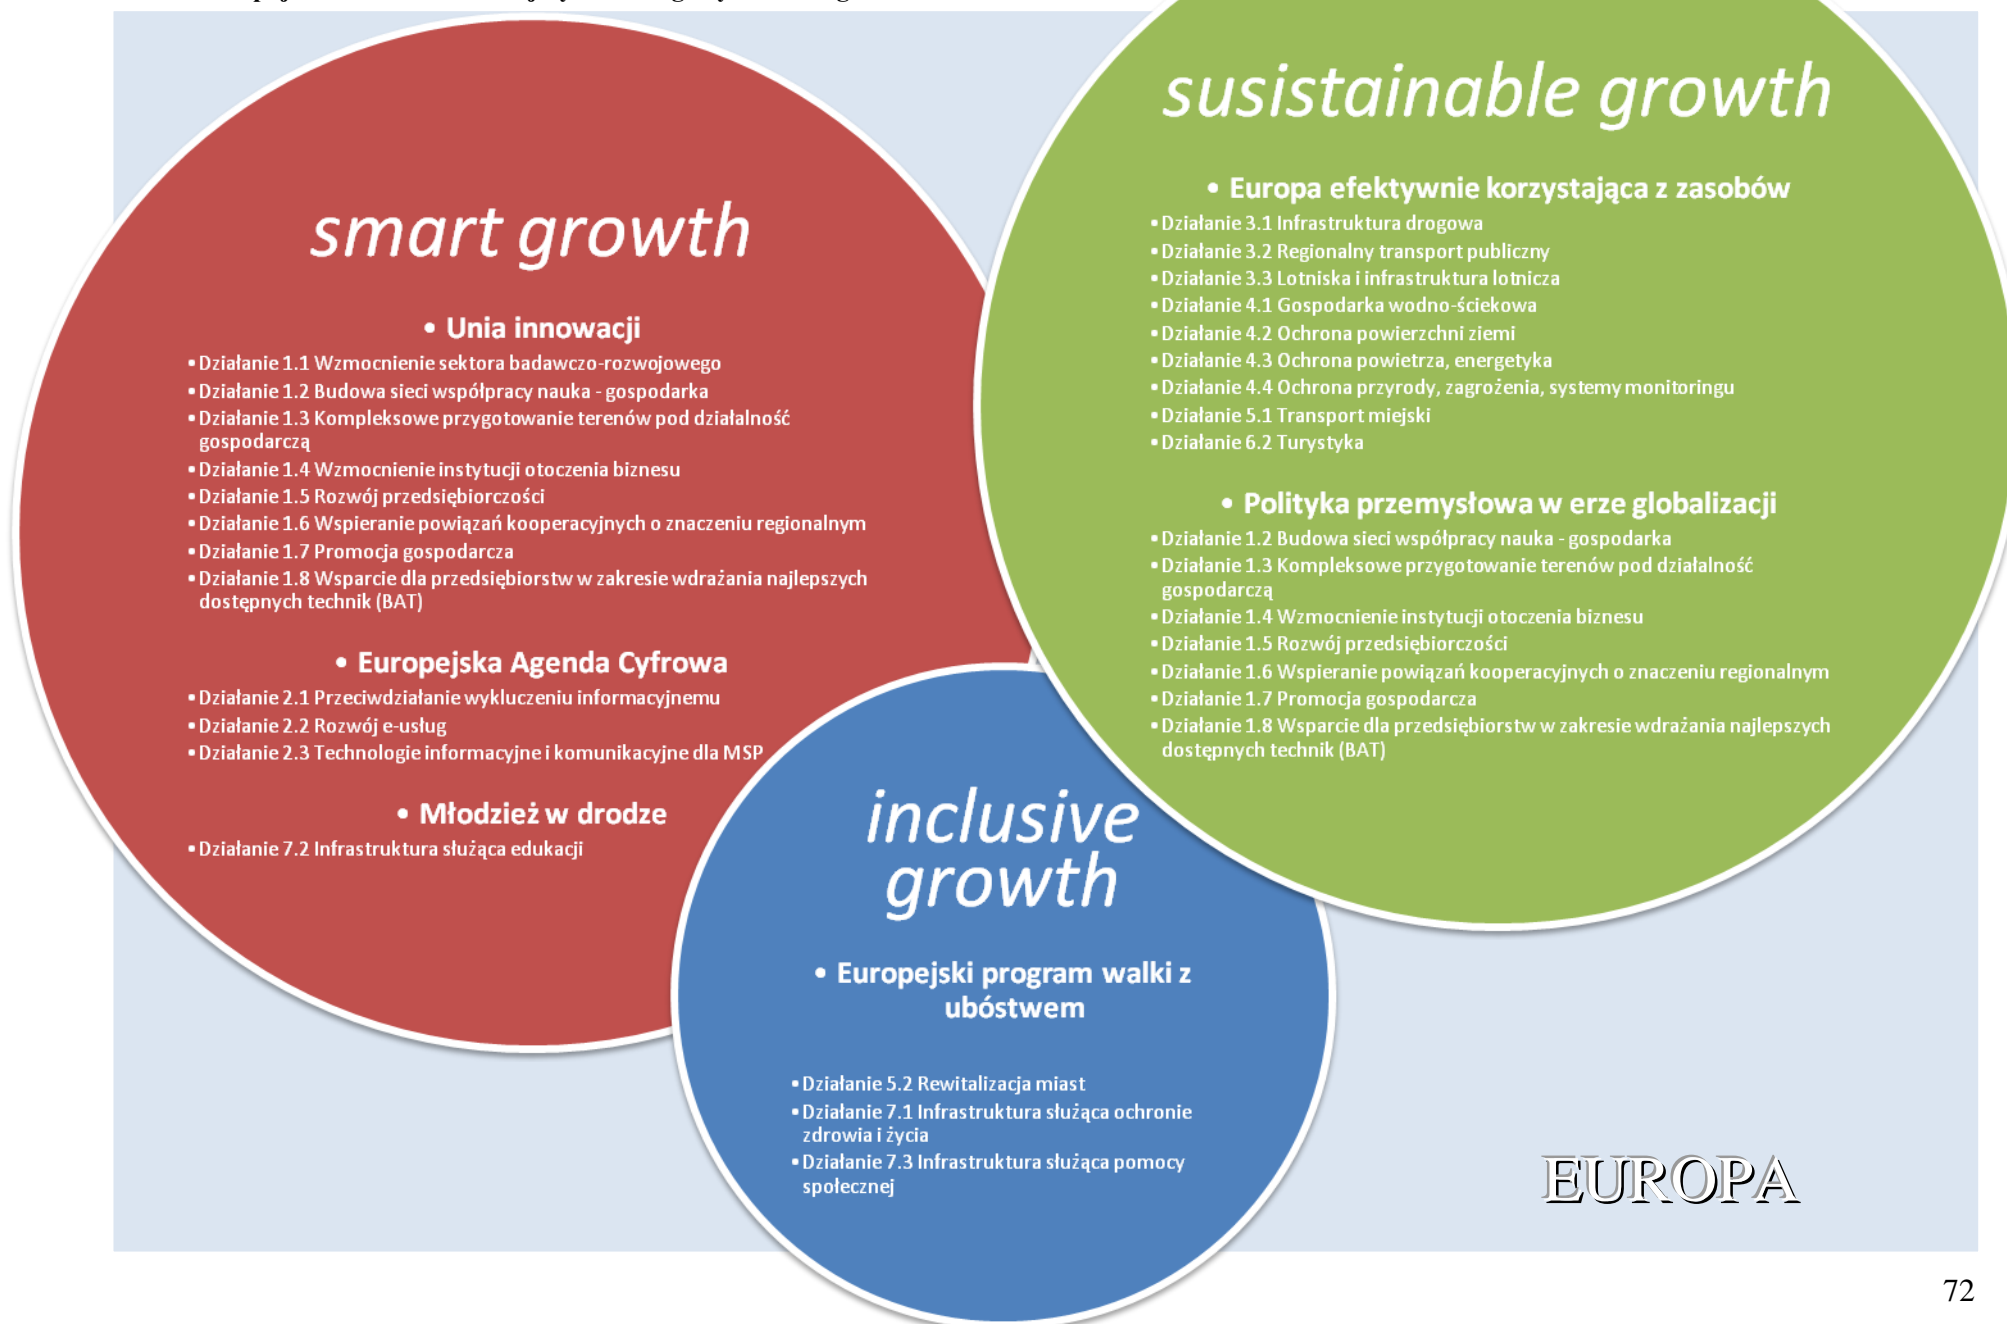 smart growth
• Unia innowacji
▪ Działanie 1.1 Wzmocnienie sektora badawczo-rozwojowego
▪ Działanie 1.2 Budowa sieci współpracy nauka - gospodarka
▪ Działanie 1.3 Kompleksowe przygotowanie terenów pod działalność
gospodarczą
▪ Działanie 1.4 Wzmocnienie instytucji otoczenia biznesu
▪ Działanie 1.5 Rozwój przedsiębiorczości
▪ Działanie 1.6 Wspieranie powiązań kooperacyjnych o znaczeniu regionalnym
▪ Działanie 1.7 Promocja gospodarcza
▪ Działanie 1.8 Wsparcie dla przedsiębiorstw w zakresie wdrażania najlepszych
dostępnych technik (BAT)
• Europejska Agenda Cyfrowa
▪ Działanie 2.1 Przeciwdziałanie wykluczeniu informacyjnemu
▪ Działanie 2.2 Rozwój e-usług
▪ Działanie 2.3 Technologie informacyjne i komunikacyjne dla MSP
• Młodzież w drodze
▪ Działanie 7.2 Infrastruktura służąca edukacji
susistainable growth
• Europa efektywnie korzystająca z zasobów
▪ Działanie 3.1 Infrastruktura drogowa
▪ Działanie 3.2 Regionalny transport publiczny
▪ Działanie 3.3 Lotniska i infrastruktura lotnicza
▪ Działanie 4.1 Gospodarka wodno-ściekowa
▪ Działanie 4.2 Ochrona powierzchni ziemi
▪ Działanie 4.3 Ochrona powietrza, energetyka
▪ Działanie 4.4 Ochrona przyrody, zagrożenia, systemy monitoringu
▪ Działanie 5.1 Transport miejski
▪ Działanie 6.2 Turystyka
• Polityka przemysłowa w erze globalizacji
▪ Działanie 1.2 Budowa sieci współpracy nauka - gospodarka
▪ Działanie 1.3 Kompleksowe przygotowanie terenów pod działalność
gospodarczą
▪ Działanie 1.4 Wzmocnienie instytucji otoczenia biznesu
▪ Działanie 1.5 Rozwój przedsiębiorczości
▪ Działanie 1.6 Wspieranie powiązań kooperacyjnych o znaczeniu regionalnym
▪ Działanie 1.7 Promocja gospodarcza
▪ Działanie 1.8 Wsparcie dla przedsiębiorstw w zakresie wdrażania najlepszych
dostępnych technik (BAT)
inclusive
growth
• Europejski program walki z
ubóstwem
▪ Działanie 5.2 Rewitalizacja miast
▪ Działanie 7.1 Infrastruktura służąca ochronie
zdrowia i życia
▪ Działanie 7.3 Infrastruktura służąca pomocy
społecznej
EUROPA
72